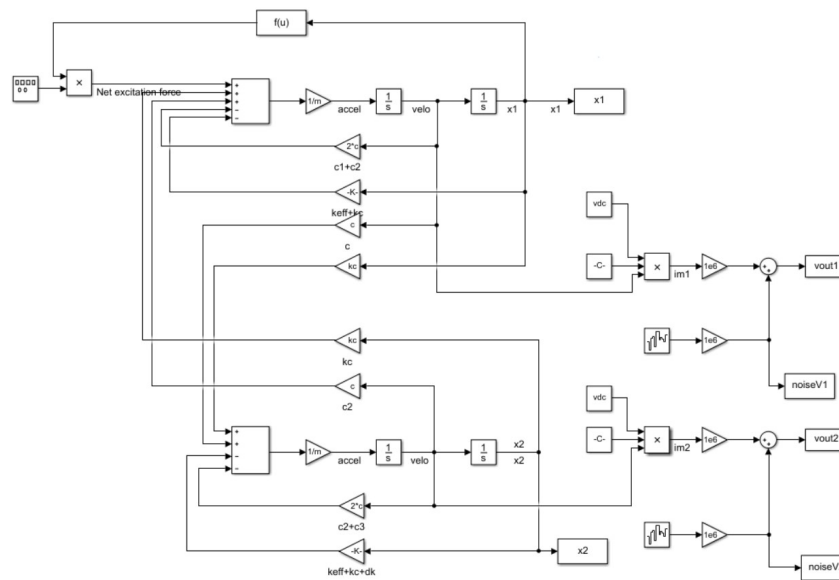 f(u)
×
Net excitation force
+
+
+
−
−
1/m
accel
1
s
velo
1
s
x1
x1
x1
2*c
c1+c2
-K-
keff+kc
c
c
kc
vdc
-C-
×
im1
1e6
+
+
vout1
1e6
noiseV1
kc
kc
c
c2
+
+
−
−
1/m
accel
1
s
velo
1
s
x2
x2
vdc
-C-
×
im2
1e6
+
+
vout2
2*c
c2+c3
1e6
-K-
keff+kc+dk
x2
noiseV